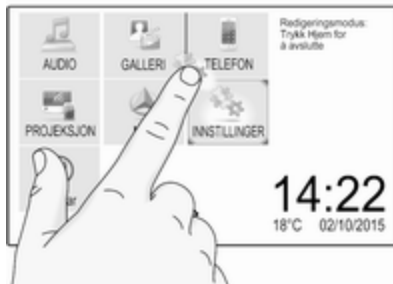 AUDIO
GALLERI
TELEFON
Redigeringsmodus:
Trykk Hjem for
å avslutte
PROJEKSJON
INNSTILLINGER
14:22
18°C 02/10/2015